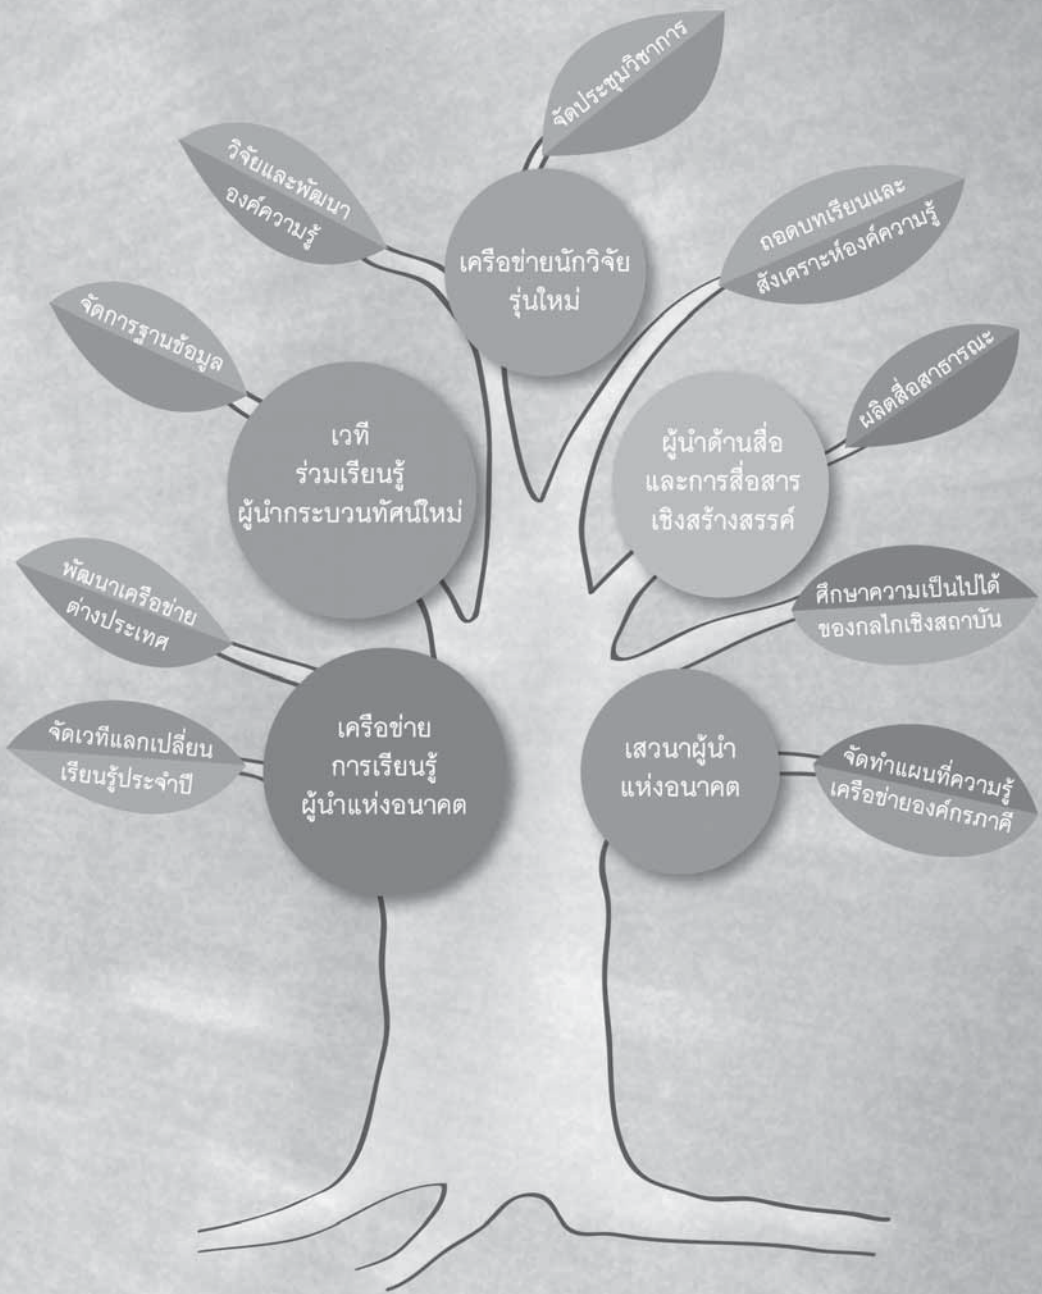 จัดประชุมวิชาการ
วิจัยและพัฒนา
องค์ความรู้
ถอดบทเรียนและ
สังเคราะห์องค์ความรู้
เครือข่ายนักวิจัย
รุ่นใหม่
จัดการฐานข้อมูล
ผลิตสื่อสาธารณะ
เวที
ร่วมเรียนรู้
ผู้นำกระบวนทัศน์ใหม่
ผู้นำด้านสื่อ
และการสื่อสาร
เชิงสร้างสรรค์
พัฒนาเครือข่าย
ต่างประเทศ
ศึกษาความเป็นไปได้
ของกลไกเชิงสถาบัน
จัดเวทีแลกเปลี่ยน
เรียนรู้ประจำปี
เครือข่าย
การเรียนรู้
ผู้นำแห่งอนาคต
เสวนาผู้นำ
แห่งอนาคต
จัดทำแผนที่ความรู้
เครือข่ายองค์กรภาคี